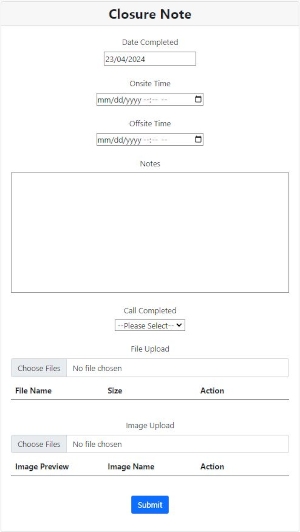 Closure Note
Date Completed
23/04/2024
Onsite Time
mm/dd/yyyy --:-- --
Offsite Time
mm/dd/yyyy --:-- --
Notes
Call Completed
--Please Select--
File Upload
Choose Files No file chosen
File Name Size Action
Image Upload
Choose Files No file chosen
Image Preview Image Name Action
Submit